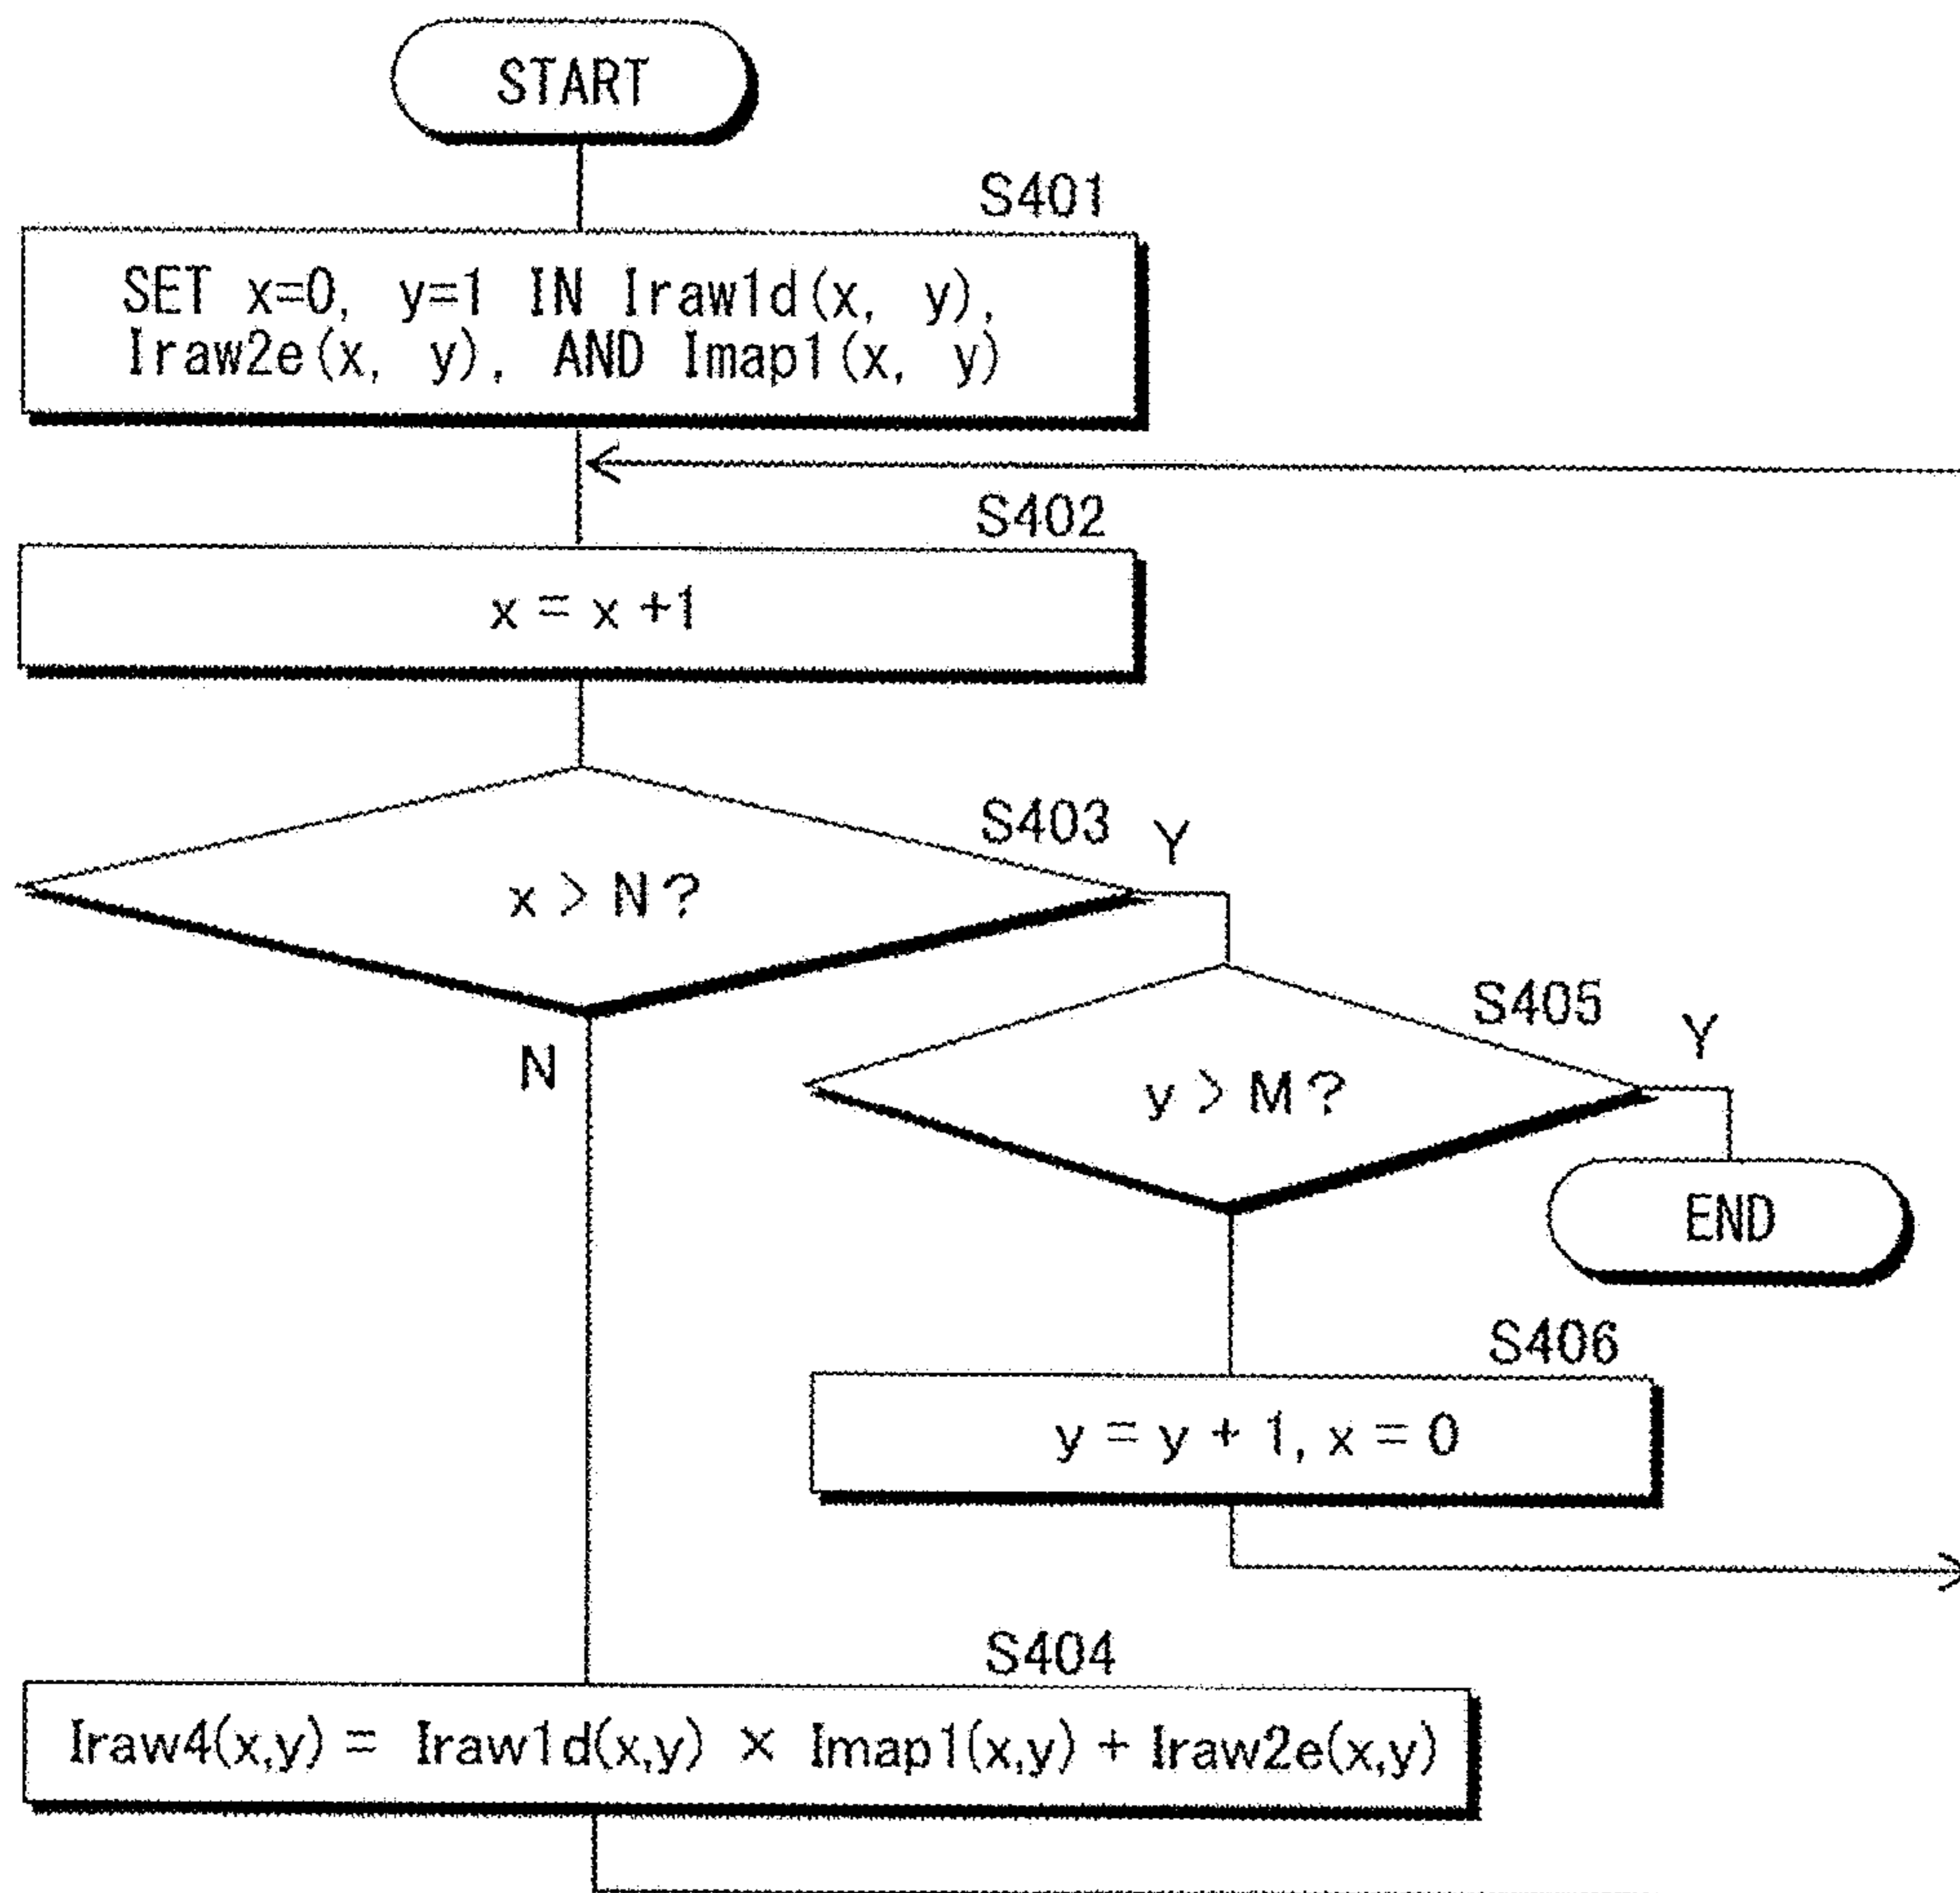 START
S401
SET x=0, y=1 IN Iraw1d(x, y),
Iraw2e(x, y), AND Imap1(x, y)
S402
x = x +1
S403
Y
x > N ?
N
S405
Y
y > M ?
END
S406
y = y + 1, x = 0
S404
Iraw4(x,y) = Iraw1d(x,y) × Imap1(x,y) + Iraw2e(x,y)